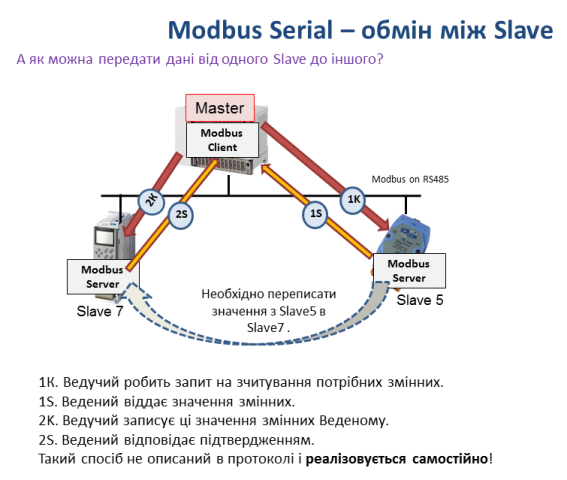 Modbus Serial – обмін між Slave
А як можна передати дані від одного Slave до іншого?
Master
Modbus
Client
Modbus on RS485
2К
2S
1S
1К
Modbus
Server
Slave 7
Modbus
Server
Slave 5
Необхідно переписати
значення з Slave5 в
Slave7 .
1К. Ведучий робить запит на зчитування потрібних змінних.
1S. Ведений віддає значення змінних.
2К. Ведучий записує ці значення змінних Веденому.
2S. Ведений відповідає підтвердженням.
Такий спосіб не описаний в протоколі і реалізовується самостійно!